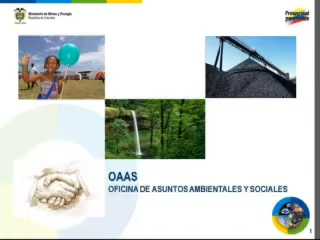 Ministerio de Minas y Energía
República de Colombia
Prosperidad
para todos
OAAS
OFICINA DE ASUNTOS AMBIENTALES Y SOCIALES
1